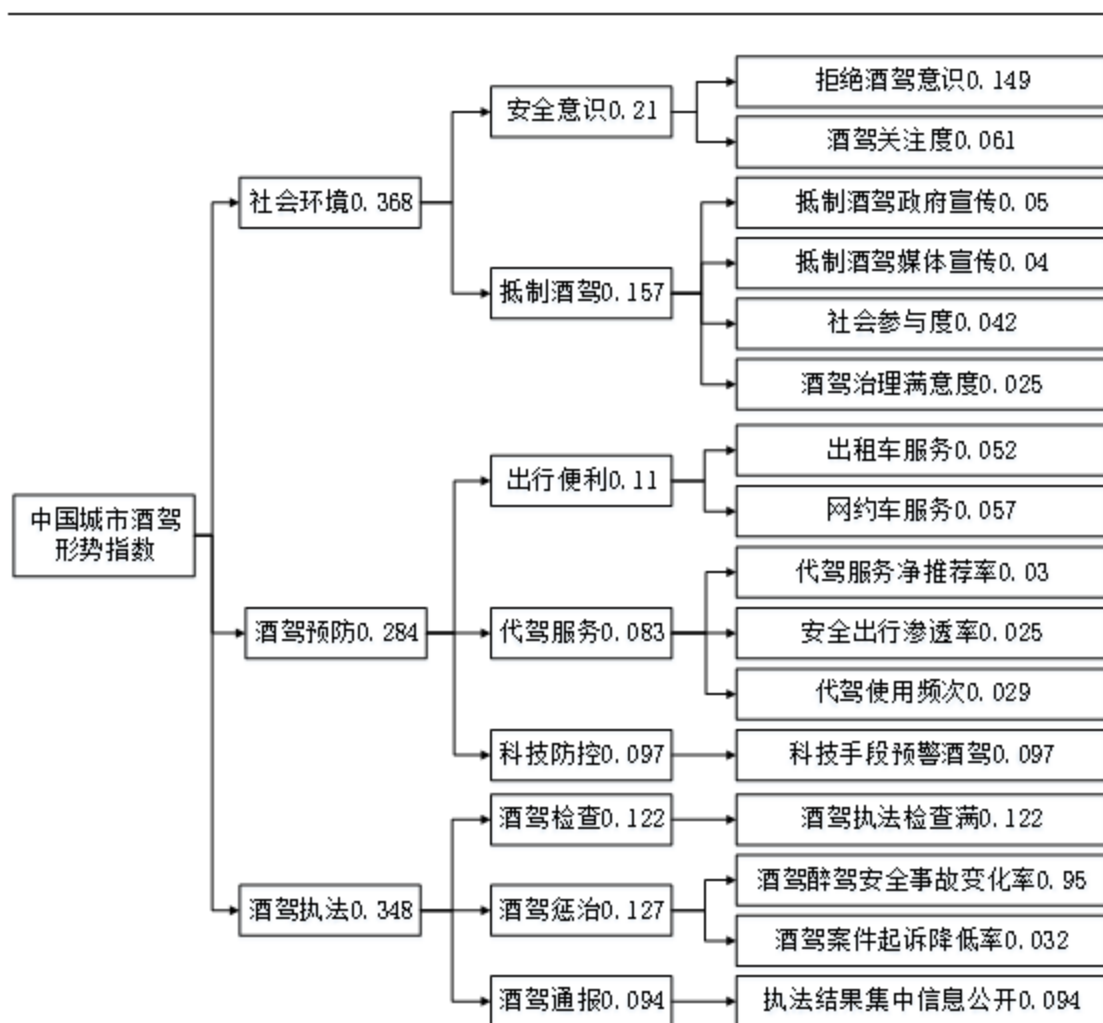 中国城市酒驾
形势指数
社会环境0.368
安全意识0.21
拒绝酒驾意识0.149
酒驾关注度0.061
抵制酒驾0.157
抵制酒驾政府宣传0.05
抵制酒驾媒体宣传0.04
社会参与度0.042
酒驾治理满意度0.025
酒驾预防0.284
出行便利0.11
出租车服务0.052
网约车服务0.057
代驾服务0.083
代驾服务净推荐率0.03
安全出行渗透率0.025
代驾使用频次0.029
科技防控0.097
科技手段预警酒驾0.097
酒驾执法0.348
酒驾检查0.122
酒驾执法检查满0.122
酒驾惩治0.127
酒驾醉驾安全事故变化率0.95
酒驾案件起诉降低率0.032
酒驾通报0.094
执法结果集中信息公开0.094